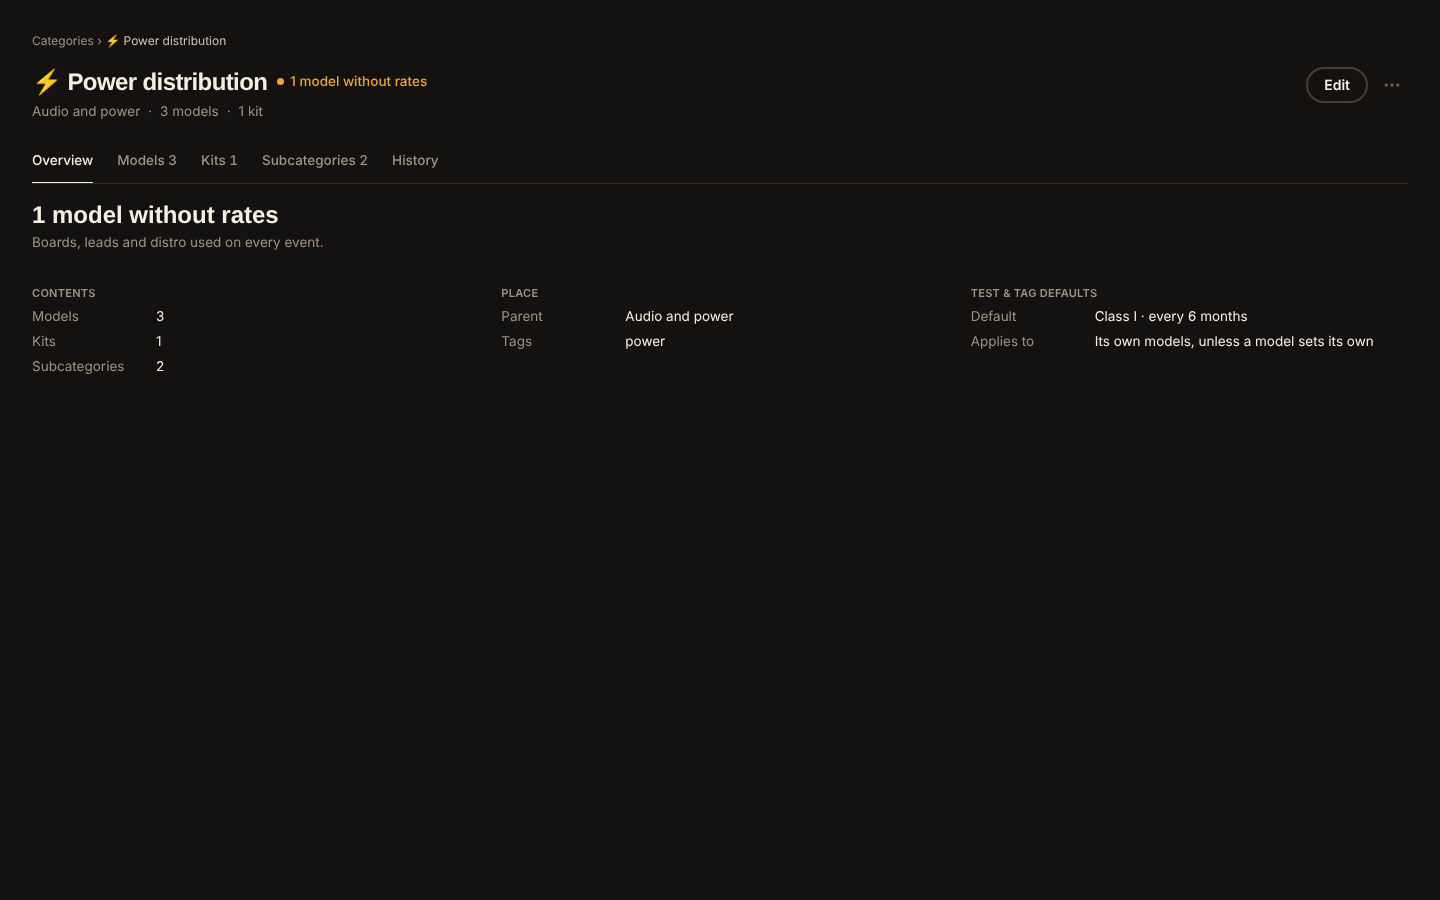 Categories › ⚡ Power distribution
⚡ Power distribution ● 1 model without rates
Edit ···
Audio and power · 3 models · 1 kit
Overview Models 3 Kits 1 Subcategories 2 History
1 model without rates
Boards, leads and distro used on every event.
CONTENTS
Models 3
Kits 1
Subcategories 2
PLACE
Parent Audio and power
Tags power
TEST & TAG DEFAULTS
Default Class I · every 6 months
Applies to Its own models, unless a model sets its own